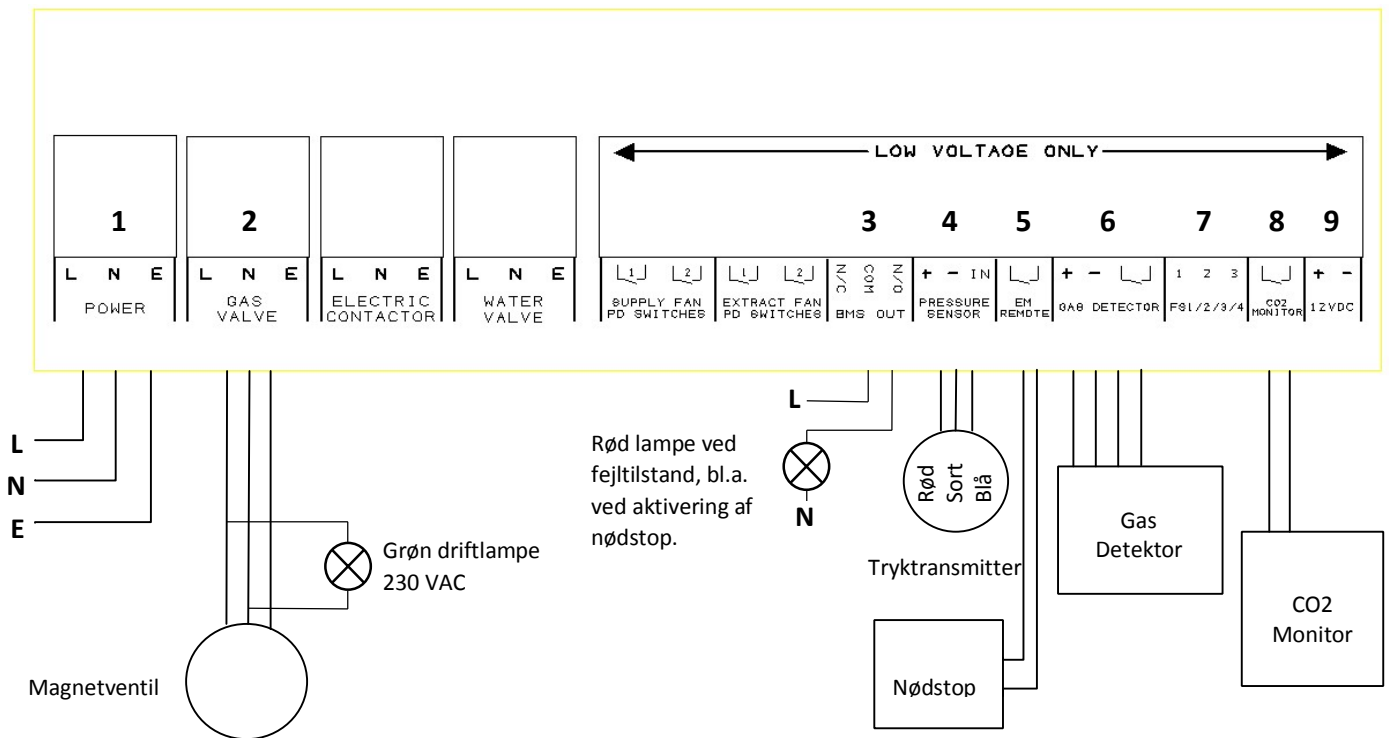 LOW VOLTAGE ONLY
1 2 3 4 5 6 7 8 9
L N E L N E L N E L N E 1 2 1 2 N/C COM N/O + - IN + - 1 2 3 + -
POWER
GAS
VALVE
ELECTRIC
CONTACTOR
WATER
VALVE
SUPPLY FAN
PD SWITCHES
EXTRACT FAN
PD SWITCHES
BMS OUT
PRESSURE
SENSOR
EM
REMOTE
GAS DETECTOR
FS1/2/3/4
CO2
MONITOR
12VDC
L
N
E
Grøn driftlampe
230 VAC
Magnetventil
Rød lampe ved
fejltilstand, bl.a.
ved aktivering af
nødstop.
L
N
Rød
Sort
Blå
Tryktransmitter
Nødstop
Gas
Detektor
CO2
Monitor